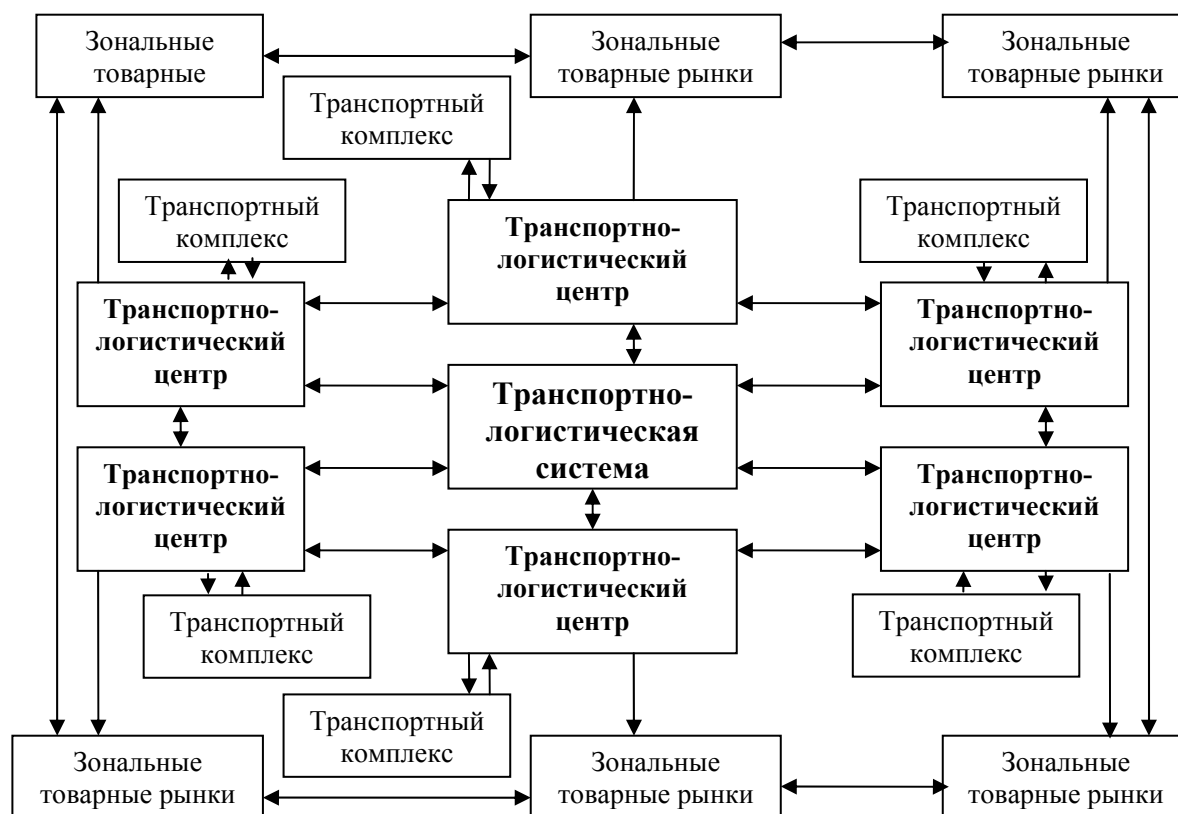 Зональные
товарные
Зональные
товарные рынки
Зональные
товарные рынки
Транспортный
комплекс
Транспортный
комплекс
Транспортный
комплекс
Транспортно-
логистический
центр
Транспортно-
логистический
центр
Транспортно-
логистический
центр
Транспортно-
логистическая
система
Транспортно-
логистический
центр
Транспортно-
логистический
центр
Транспортно-
логистический
центр
Транспортный
комплекс
Транспортный
комплекс
Транспортный
комплекс
Зональные
товарные рынки
Зональные
товарные рынки
Зональные
товарные рынки